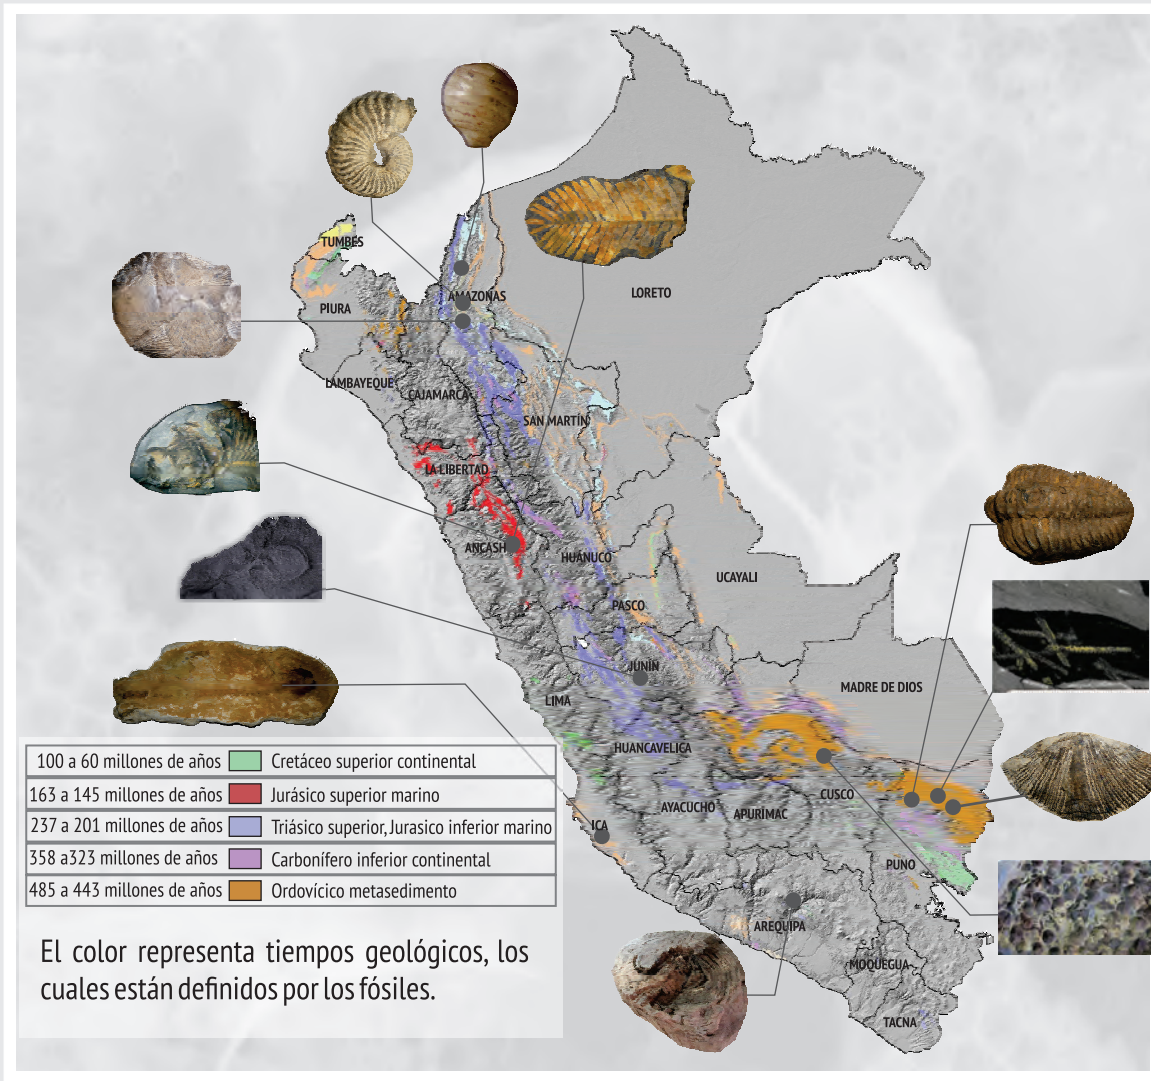 TUMBES
AMAZONAS
LORETO
PIURA
LAMBAYEQUE
CAJAMARCA
SAN MARTÍN
LA LIBERTAD
ANCASH
HUÁNUCO
UCAYALI
PASCO
JUNÍN
MADRE DE DIOS
LIMA
HUANCAVELICA
CUSCO
AYACUCHO
APURÍMAC
ICA
PUNO
AREQUIPA
MOQUEGUA
TACNA
100 a 60 millones de años Cretáceo superior continental
163 a 145 millones de años Jurásico superior marino
237 a 201 millones de años Triásico superior, Jurasico inferior marino
358 a323 millones de años Carbonífero inferior continental
485 a 443 millones de años Ordovícico metasedimento
El color representa tiempos geológicos, los
cuales están definidos por los fósiles.